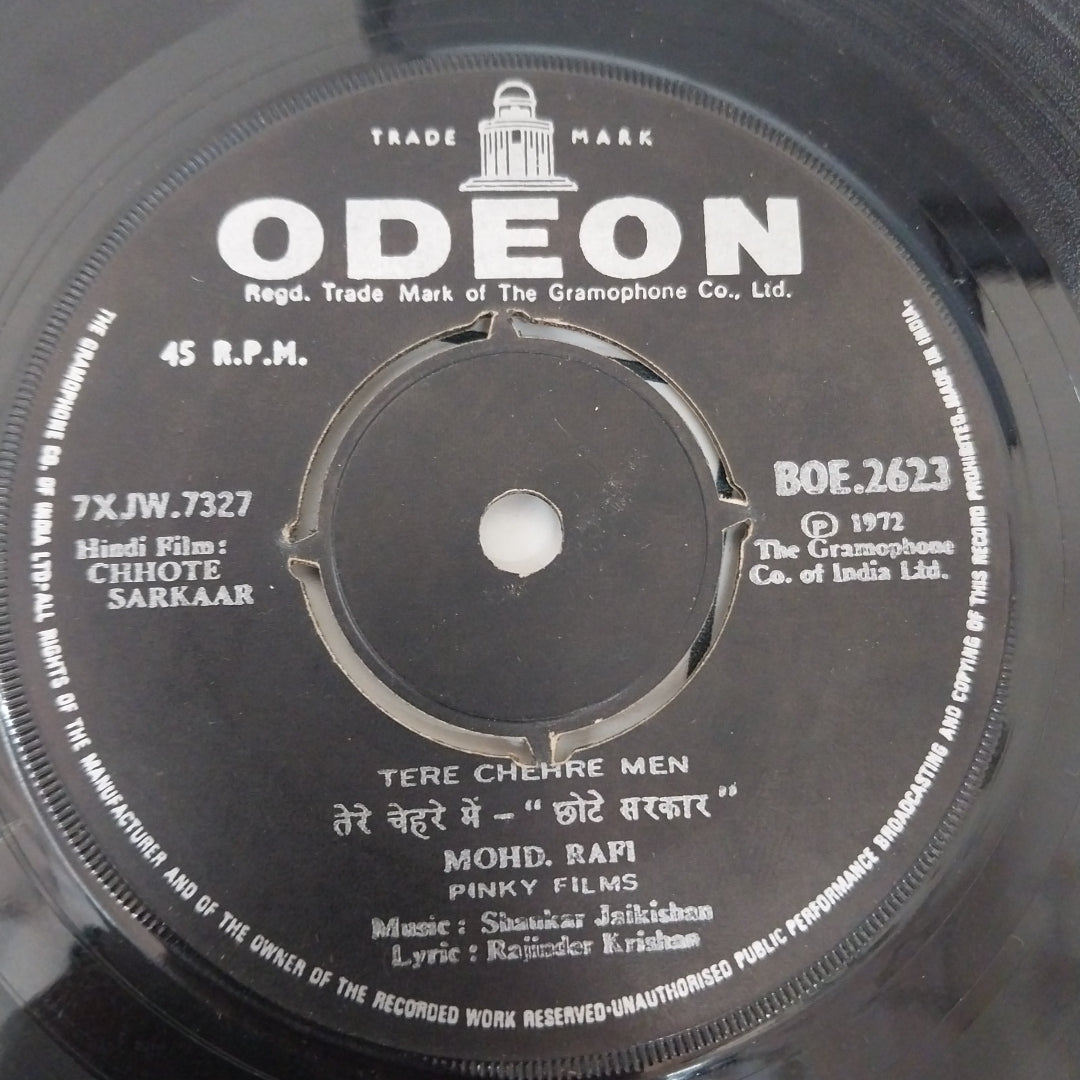 TRADE MARK
ODEON
Regd. Trade Mark of The Gramophone Co., Ltd.
45 R.P.M.
7XJW.7327
Hindi Film:
CHHOTE
SARKAAR
BOE.2623
Ⓟ 1972
The Gramophone
Co. of India Ltd.
TERE CHEHRE MEN
तेरे चेहरे में - "छोटे सरकार"
MOHD. RAFI
PINKY FILMS
Music : Shankar Jaikishan
Lyric : Rajinder Krishan
THE GRAMOPHONE CO. OF INDIA LTD. ALL RIGHTS OF THE MANUFACTURER AND OF THE OWNER OF THE RECORDED WORK RESERVED·UNAUTHORISED PUBLIC PERFORMANCE BROADCASTING AND COPYING OF THIS RECORD PROHIBITED. MADE IN INDIA.